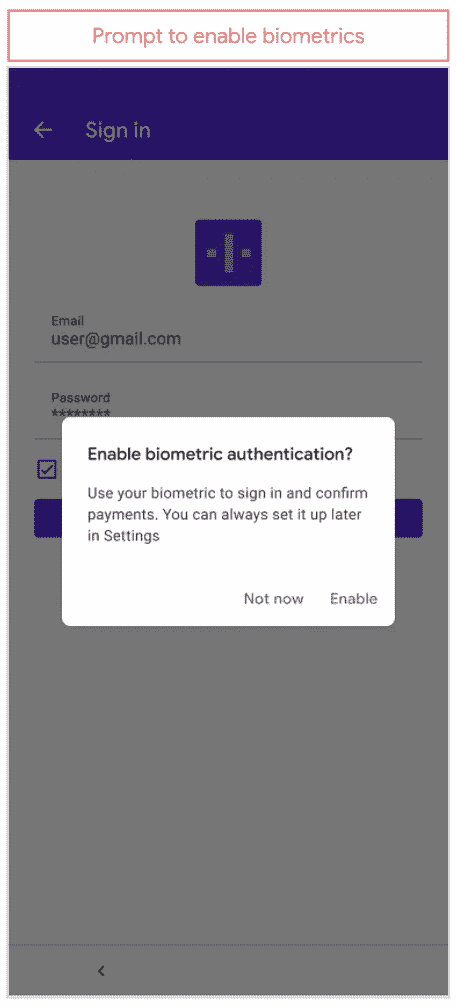 Prompt to enable biometrics
Sign in
Email
user@gmail.com
Password
********
Enable biometric authentication?
Use your biometric to sign in and confirm
payments. You can always set it up later
in Settings
Not now Enable